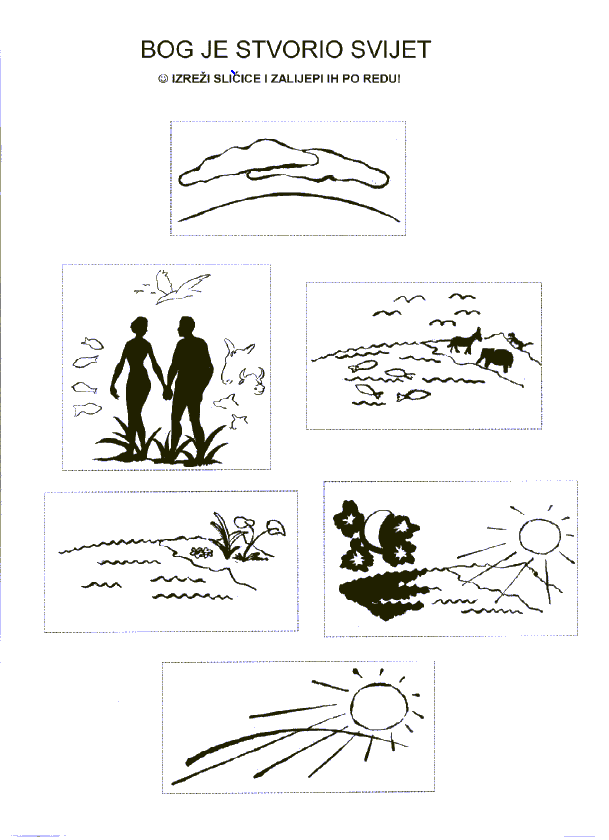 BOG JE STVORIO SVIJET
☺ IZREŽI SLIČICE I ZALIJEPI IH PO REDU!